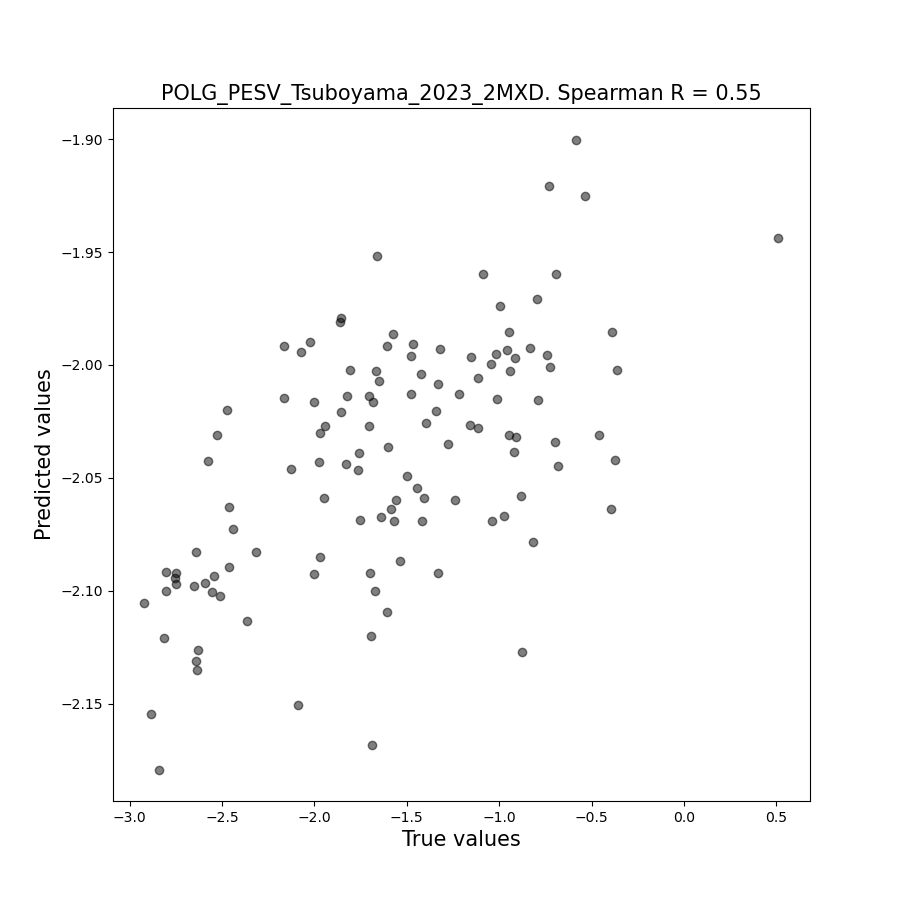 POLG_PESV_Tsuboyama_2023_2MXD. Spearman R = 0.55
−1.90
−1.95
−2.00
−2.05
−2.10
−2.15
Predicted values
−3.0 −2.5 −2.0 −1.5 −1.0 −0.5 0.0 0.5
True values